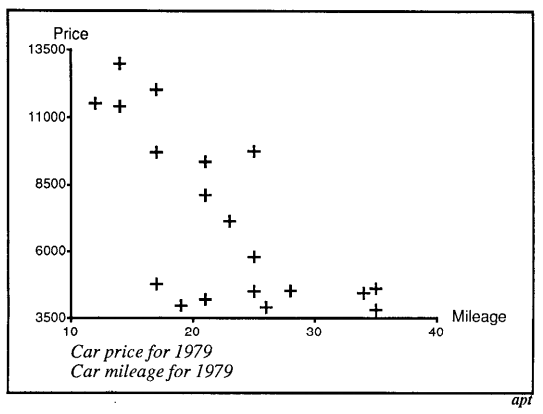 Price
13500
11000
8500
6000
3500
10 20 30 40
Mileage
Car price for 1979
Car mileage for 1979
apt